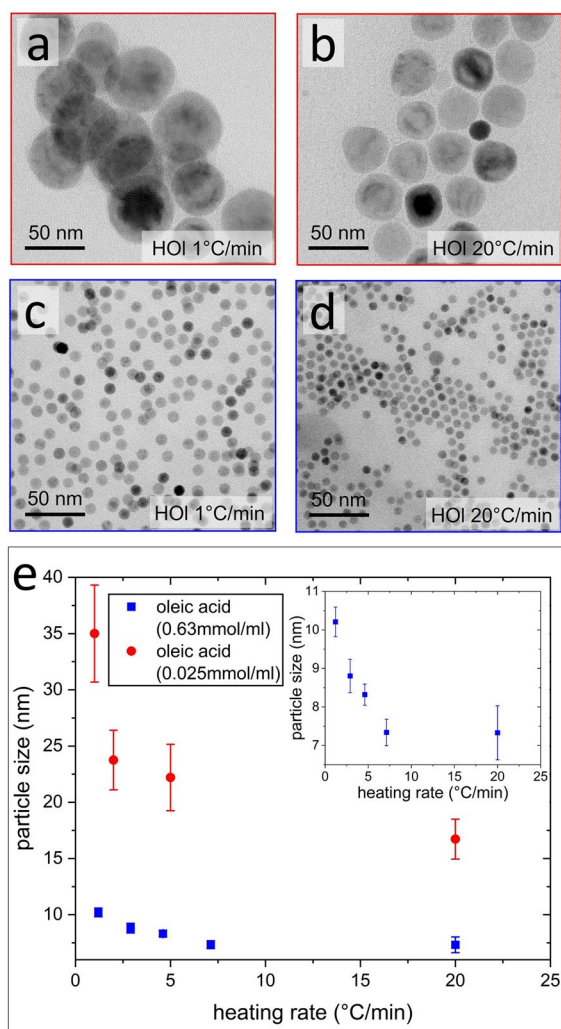 a
50 nm
HOl 1°C/min
b
50 nm
HOl 20°C/min
c
50 nm
HOl 1°C/min
d
50 nm
HOl 20°C/min
e
40
35
30
25
20
15
10
particle size (nm)
oleic acid
(0.63mmol/ml)
oleic acid
(0.025mmol/ml)
11
10
9
8
7
particle size (nm)
0 5 10 15 20 25
heating rate (°C/min)
0 5 10 15 20 25
heating rate (°C/min)